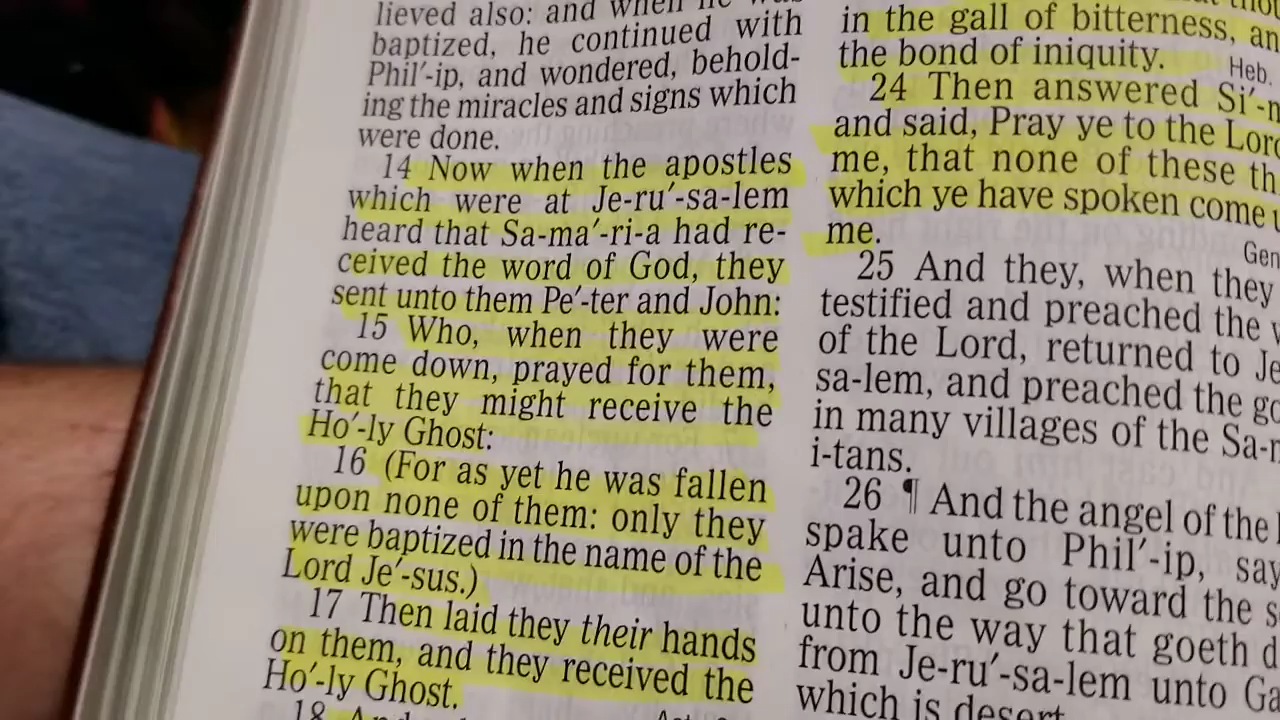 lieved also: and when he was
baptized, he continued with
Phil′-ip, and wondered, behold-
ing the miracles and signs which
were done.
14 Now when the apostles
which were at Je-ru′-sa-lem
heard that Sa-ma′-ri-a had re-
ceived the word of God, they
sent unto them Pe′-ter and John:
15 Who, when they were
come down, prayed for them,
that they might receive the
Ho′-ly Ghost:
16 (For as yet he was fallen
upon none of them: only they
were baptized in the name of the
Lord Je′-sus.)
17 Then laid they their hands
on them, and they received the
Ho′-ly Ghost.
18
in the gall of bitterness, an
the bond of iniquity.
Heb.
24 Then answered Si′-
and said, Pray ye to the Lor
me, that none of these th
which ye have spoken come
me.
Gen
25 And they, when they
testified and preached the
of the Lord, returned to Je
sa-lem, and preached the go
in many villages of the Sa-
i-tans.
26 ¶ And the angel of the
spake unto Phil′-ip, say
Arise, and go toward the s
unto the way that goeth d
from Je-ru′-sa-lem unto Ga
which is desert